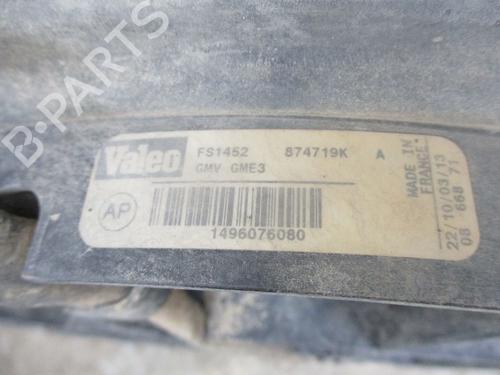 Valeo
FS1452 874719K A
GMV GME3
AP
1496076080
MADE IN
FRANCE
22/10/03/13
08 668 71
B-PARTS